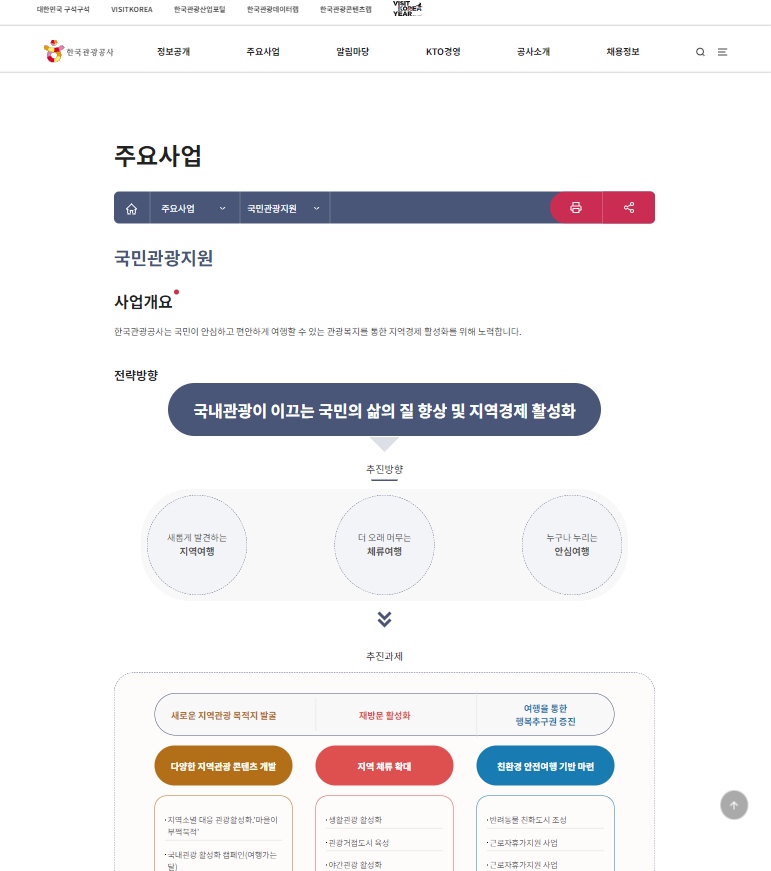 대한민국 구석구석 VISITKOREA 한국관광산업포털 한국관광데이터랩 한국관광콘텐츠랩 VISIT KOREA YEAR
한국관광공사 정보공개 주요사업 알림마당 KTO경영 공사소개 채용정보
주요사업
주요사업 국민관광지원
국민관광지원
사업개요
한국관광공사는 국민이 안심하고 편안하게 여행할 수 있는 관광복지를 통한 지역경제 활성화를 위해 노력합니다.
전략방향
국내관광이 이끄는 국민의 삶의 질 향상 및 지역경제 활성화
추진방향
새롭게 발견하는 더 오래 머무는 누구나 누리는
지역여행 체류여행 안심여행
추진과제
새로운 지역관광 목적지 발굴 재방문 활성화 여행을 통한
행복추구권 증진
다양한 지역관광 콘텐츠 개발 지역 체류 확대 친환경 안전여행 기반 마련
· 지역소멸 대응 관광활성화,'마을이
부쩍북적'
· 국내관광 활성화 캠페인(여행가는
달)
· 생활관광 활성화
· 관광거점도시 육성
· 야간관광 활성화
· 반려동물 친화도시 조성
· 근로자휴가지원 사업
· 근로자휴가지원 사업